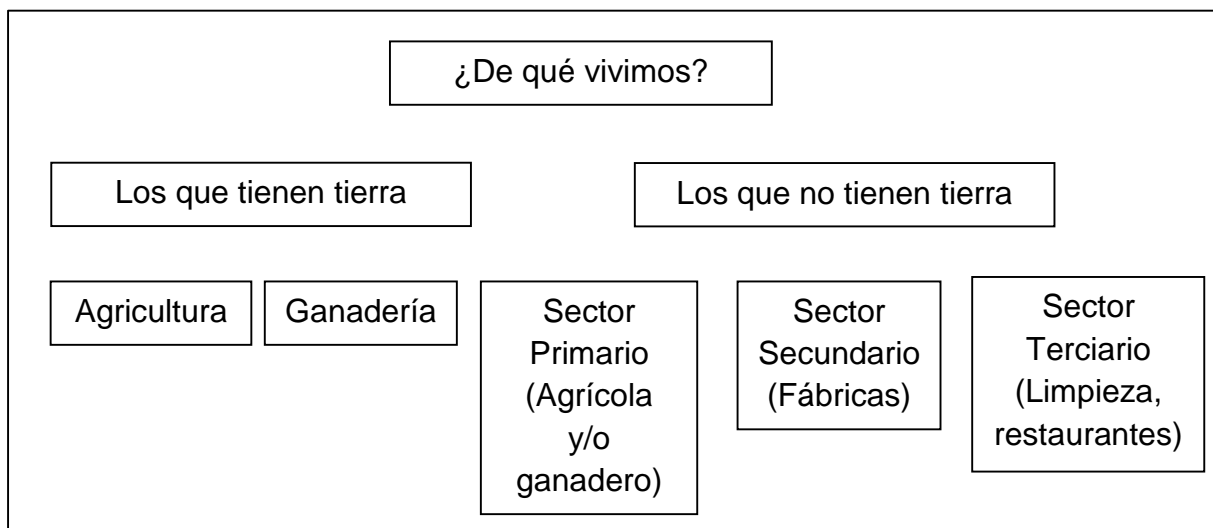 ¿De qué vivimos?
Los que tienen tierra
Los que no tienen tierra
Agricultura
Ganadería
Sector
Primario
(Agrícola
y/o
ganadero)
Sector
Secundario
(Fábricas)
Sector
Terciario
(Limpieza,
restaurantes)